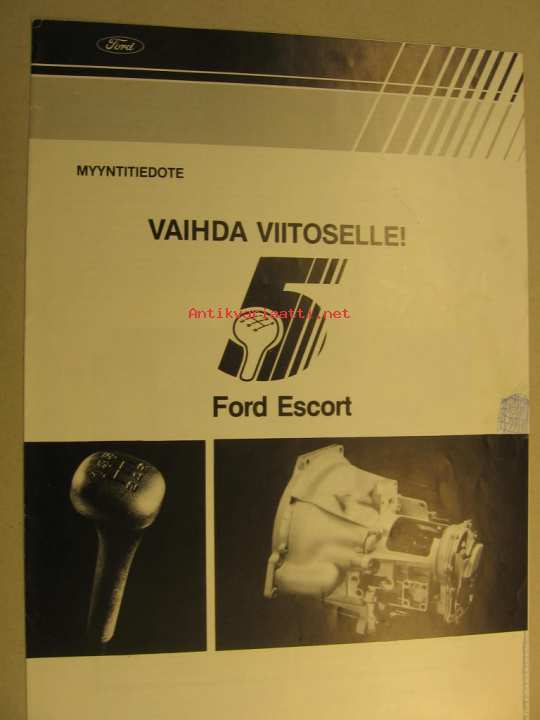 Ford
MYYNTITIEDOTE
VAIHDA VIITOSELLE!
5
Antikvariaatti.net
Ford Escort